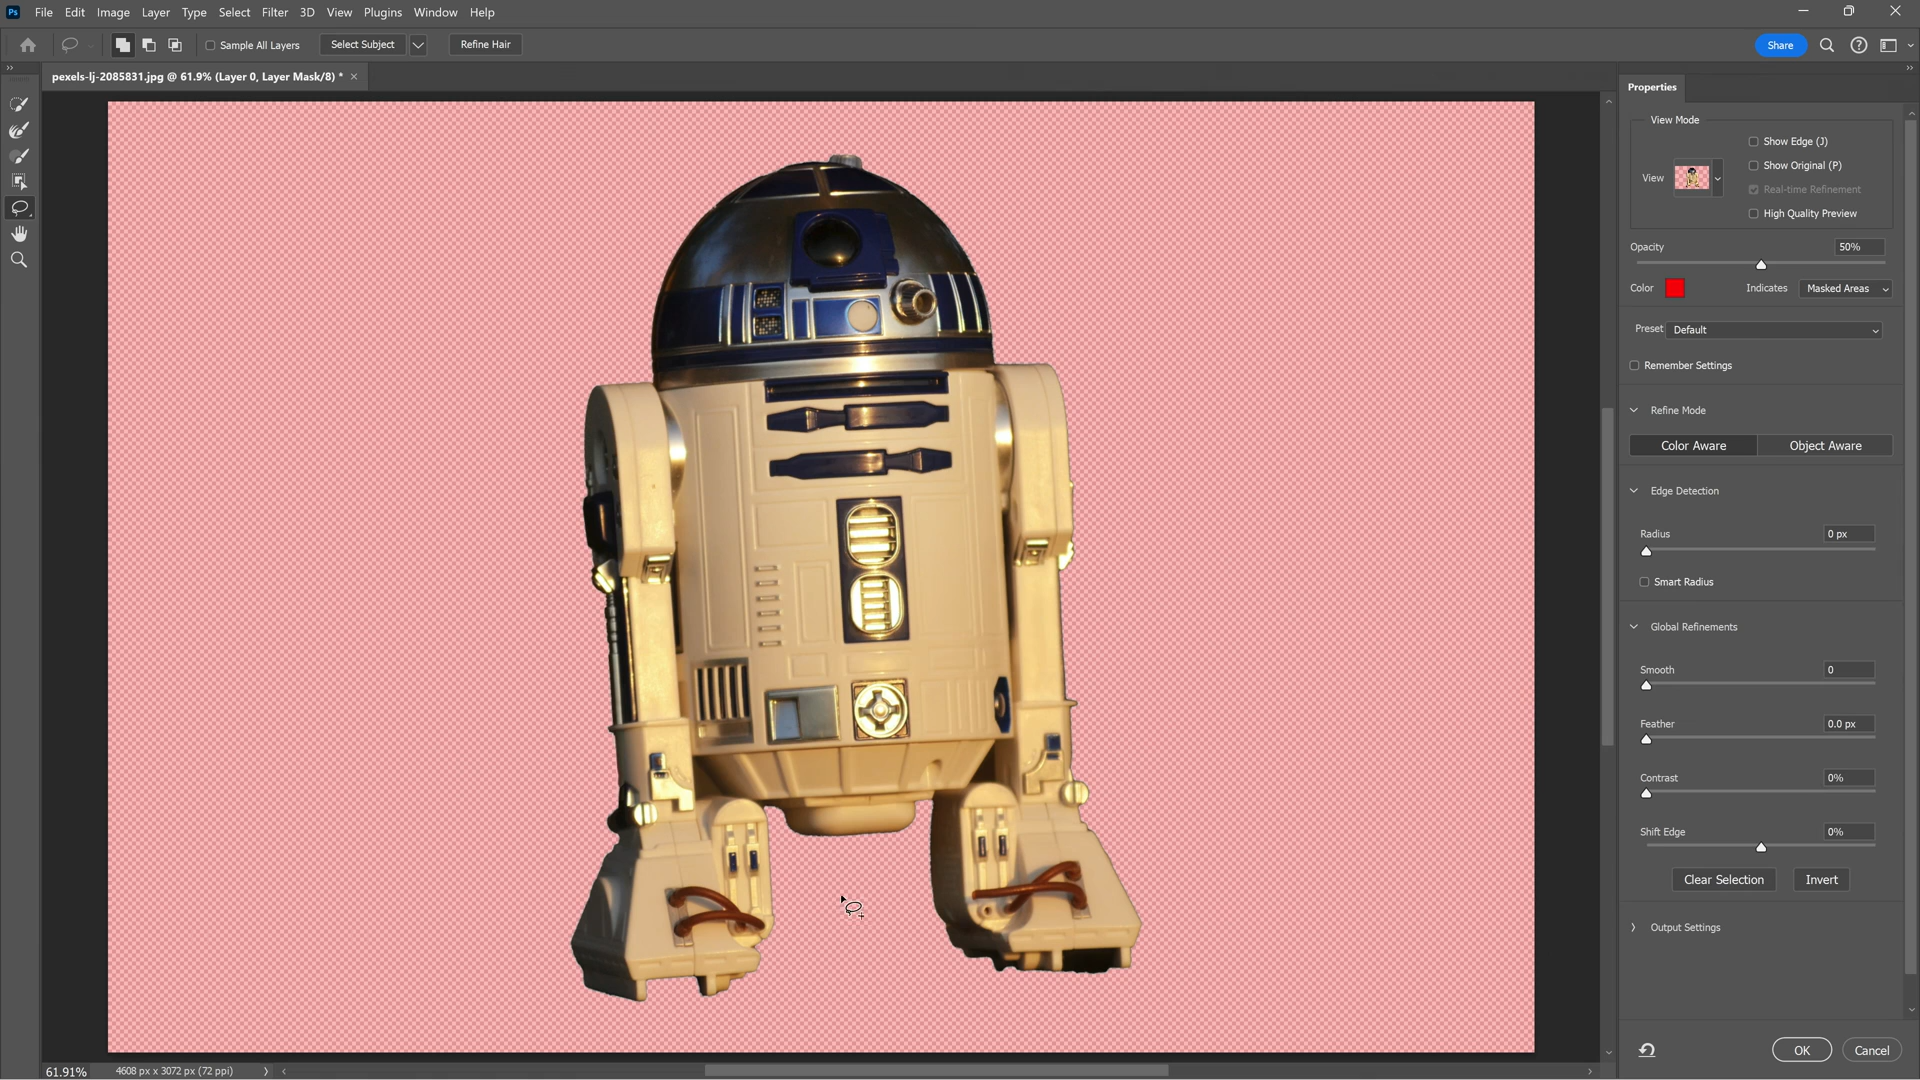 Ps File Edit Image Layer Type Select Filter 3D View Plugins Window Help
Sample All Layers Select Subject Refine Hair Share
pexels-lj-2085831.jpg @ 61.9% (Layer 0, Layer Mask/8) *
Properties
View Mode
Show Edge (J)
Show Original (P)
View
Real-time Refinement
High Quality Preview
Opacity 50%
Color Indicates Masked Areas
Preset Default
Remember Settings
Refine Mode
Color Aware Object Aware
Edge Detection
Radius 0 px
Smart Radius
Global Refinements
Smooth 0
Feather 0.0 px
Contrast 0%
Shift Edge 0%
Clear Selection Invert
Output Settings
OK Cancel
61.91% 4608 px x 3072 px (72 ppi)